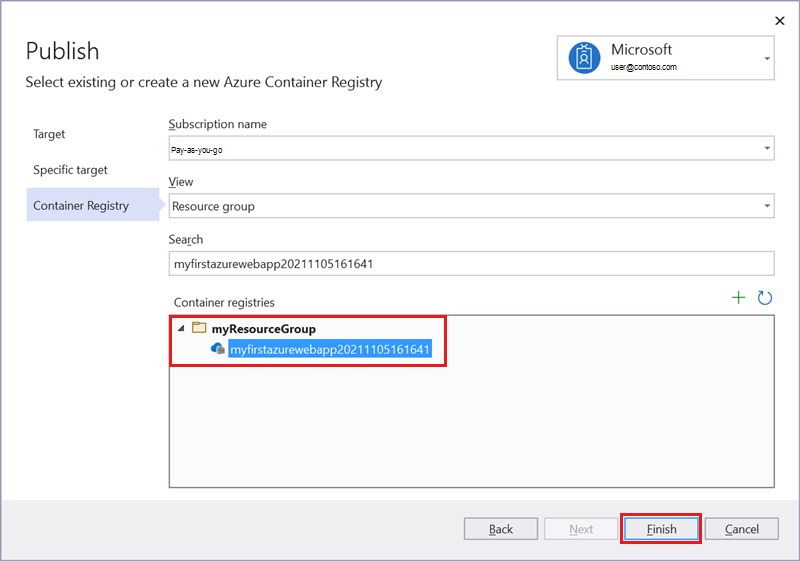 Publish
Select existing or create a new Azure Container Registry
Microsoft
user@contoso.com
Target
Specific target
Container Registry
Subscription name
Pay-as-you-go
View
Resource group
Search
myfirstazurewebapp20211105161641
Container registries
myResourceGroup
myfirstazurewebapp20211105161641
Back
Next
Finish
Cancel